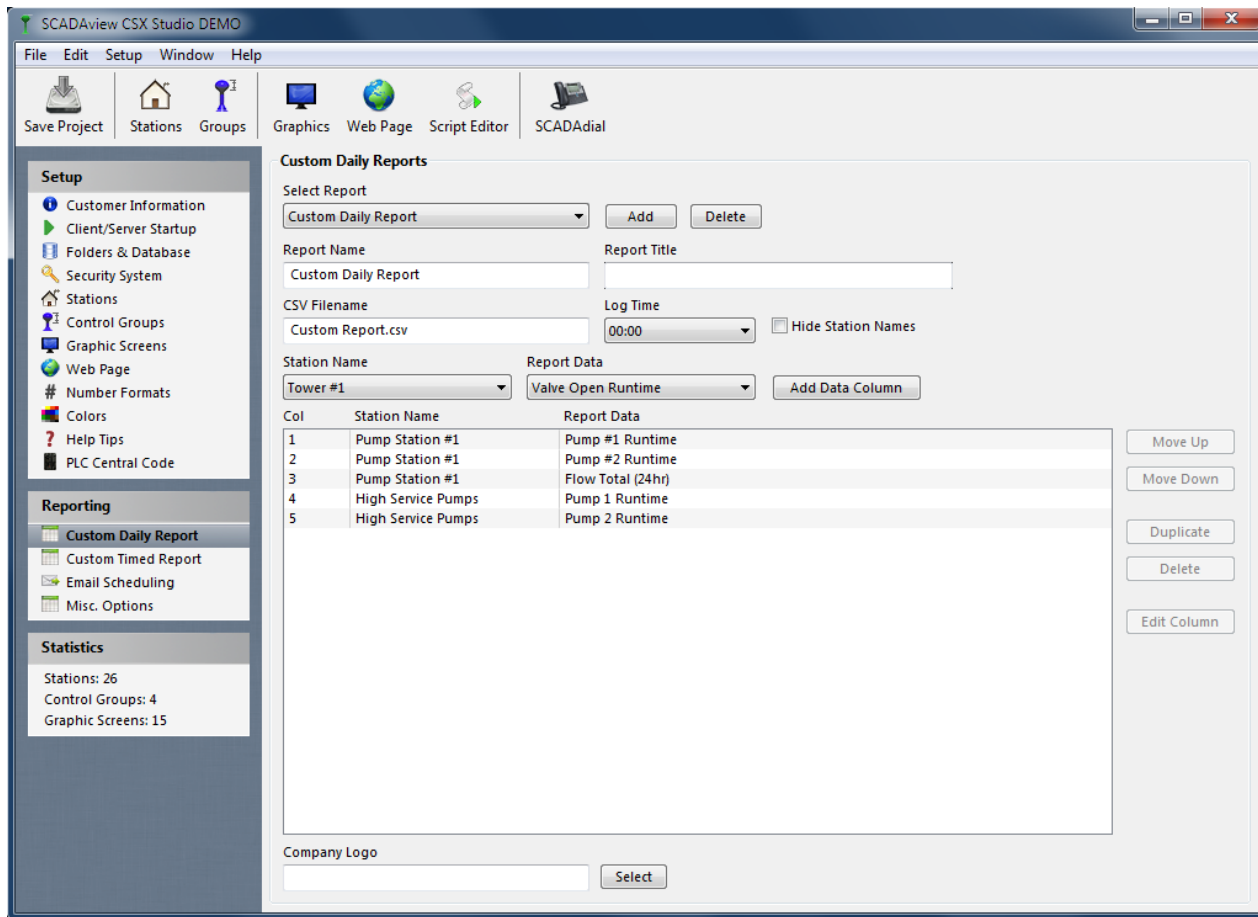 SCADAview CSX Studio DEMO
File Edit Setup Window Help
Save Project Stations Groups Graphics Web Page Script Editor SCADAdial
Setup
Customer Information
Client/Server Startup
Folders & Database
Security System
Stations
Control Groups
Graphic Screens
Web Page
# Number Formats
Colors
? Help Tips
PLC Central Code
Reporting
Custom Daily Report
Custom Timed Report
Email Scheduling
Misc. Options
Statistics
Stations: 26
Control Groups: 4
Graphic Screens: 15
Custom Daily Reports
Select Report
Custom Daily Report Add Delete
Report Name Report Title
Custom Daily Report
CSV Filename Log Time
Custom Report.csv 00:00 Hide Station Names
Station Name Report Data
Tower #1 Valve Open Runtime Add Data Column
Col Station Name Report Data
1 Pump Station #1 Pump #1 Runtime
2 Pump Station #1 Pump #2 Runtime
3 Pump Station #1 Flow Total (24hr)
4 High Service Pumps Pump 1 Runtime
5 High Service Pumps Pump 2 Runtime
Move Up
Move Down
Duplicate
Delete
Edit Column
Company Logo
Select